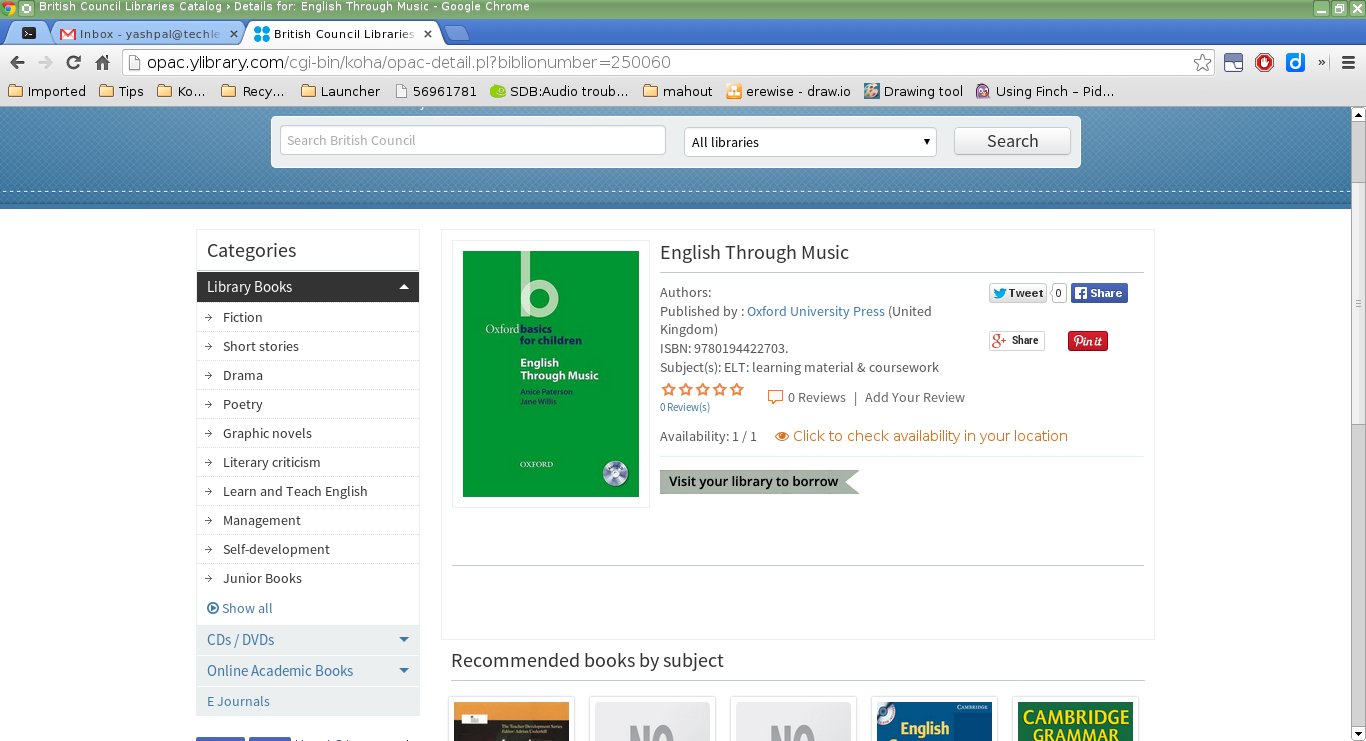 British Council Libraries Catalog › Details for: English Through Music - Google Chrome
Inbox - yashpal@techle
British Council Libraries
opac.ylibrary.com/cgi-bin/koha/opac-detail.pl?biblionumber=250060
Imported
Tips
Ko...
Recy...
Launcher
56961781
SDB:Audio troub...
mahout
erewise - draw.io
Drawing tool
Using Finch – Pid...
Search British Council
All libraries
Search
Categories
Library Books
Fiction
Short stories
Drama
Poetry
Graphic novels
Literary criticism
Learn and Teach English
Management
Self-development
Junior Books
Show all
CDs / DVDs
Online Academic Books
E Journals
Oxford basics
for children
English
Through Music
Anice Paterson
Jane Willis
OXFORD
English Through Music
Authors:
Published by : Oxford University Press (United
Kingdom)
ISBN: 9780194422703.
Subject(s): ELT: learning material & coursework
0 Review(s)
0 Reviews | Add Your Review
Availability: 1 / 1 Click to check availability in your location
Visit your library to borrow
Tweet 0
Share
Share
Pin it
Recommended books by subject
The Teacher Development Series
Editor: Adrian Underhill
NO
NO
CAMBRIDGE
English
CAMBRIDGE
GRAMMAR